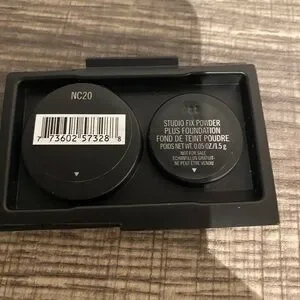 NC20
7 73602 57328 8
STUDIO FIX POWDER
PLUS FOUNDATION
FOND DE TEINT POUDRE
POIDS NET WT. 0.05 OZ/1.5 g
NOT FOR SALE
ÉCHANTILLON GRATUIT-
NE PEUT ÊTRE VENDU